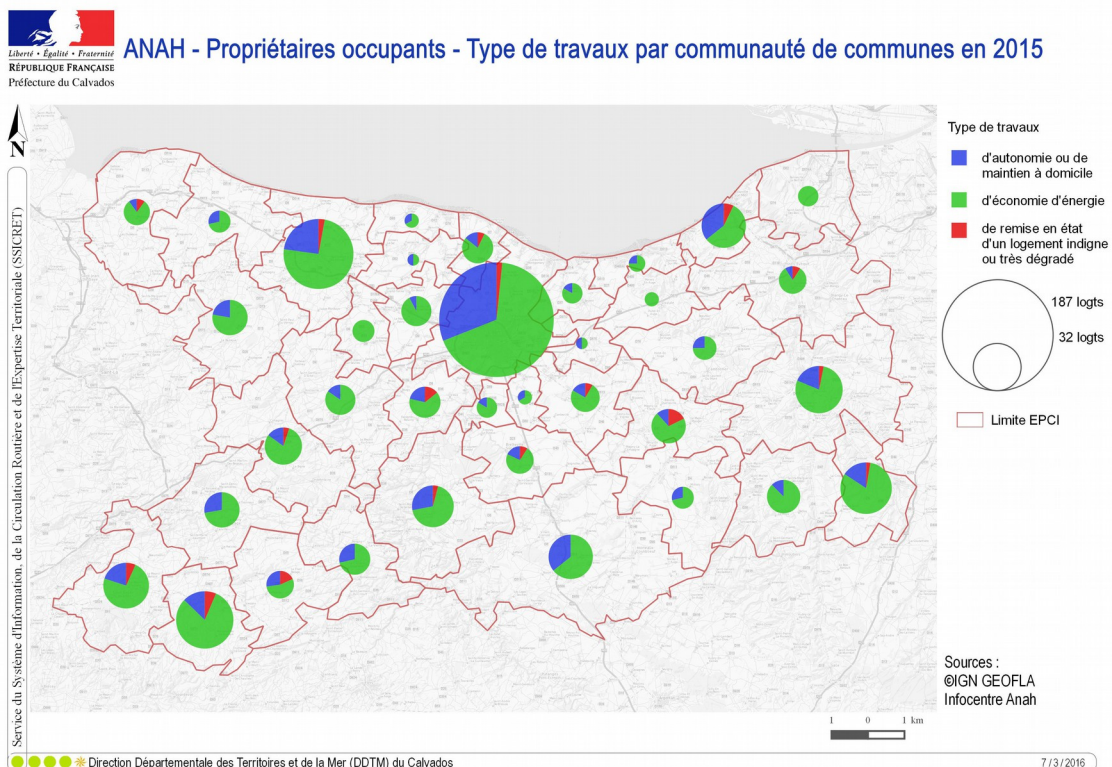 Liberté • Égalité • Fraternité
RÉPUBLIQUE FRANÇAISE
Préfecture du Calvados
ANAH - Propriétaires occupants - Type de travaux par communauté de communes en 2015
N
Service du Système d'Information, de la Circulation Routière et de l'Expertise Territoriale (SSICRET)
Type de travaux
d'autonomie ou de
maintien à domicile
d'économie d'énergie
de remise en état
d'un logement indigne
ou très dégradé
187 logts
32 logts
Limite EPCI
Sources :
©IGN GEOFLA
Infocentre Anah
1 0 1 km
Direction Départementale des Territoires et de la Mer (DDTM) du Calvados
7 / 3 / 2016